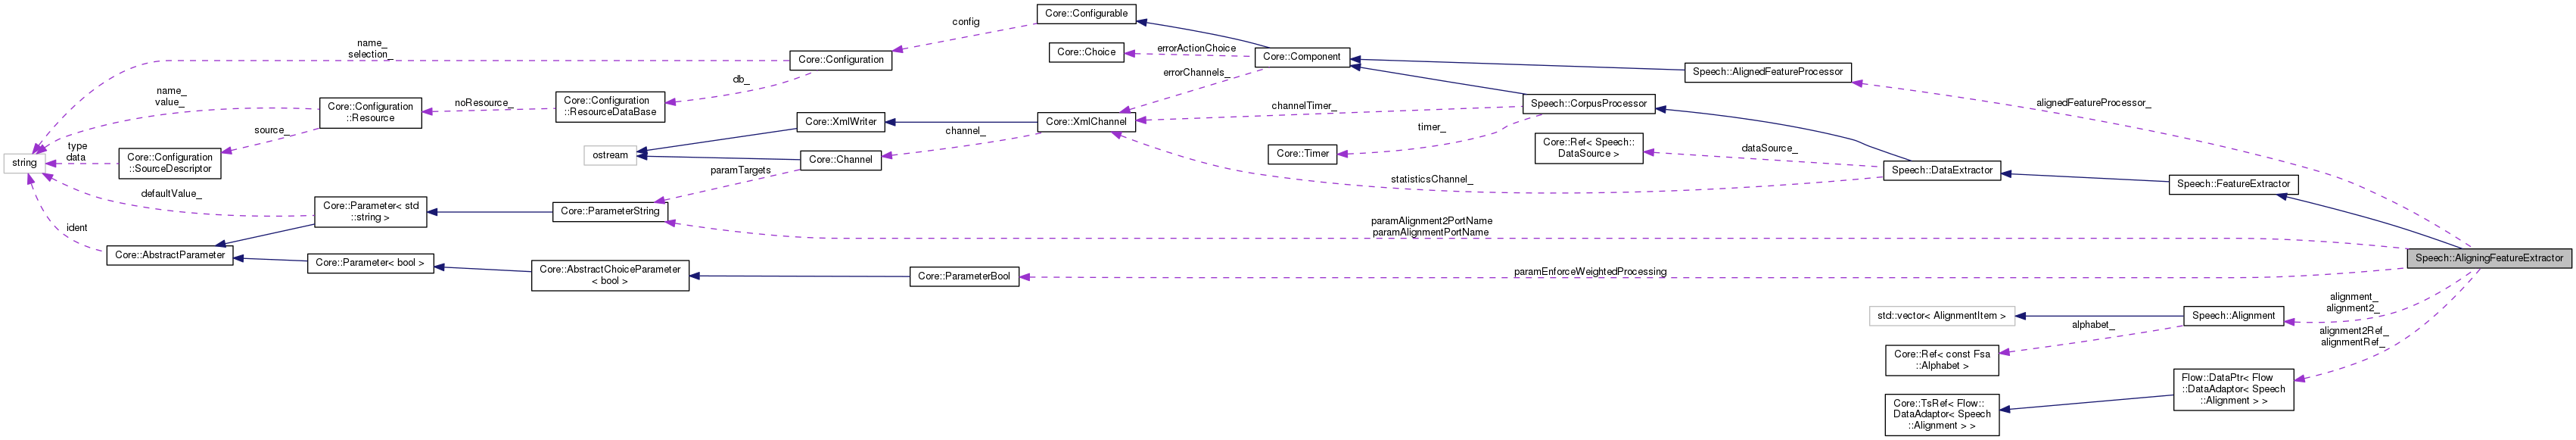 Core::Configurable
config
name_
selection_
Core::Choice
errorActionChoice
Core::Component
Core::Configuration
Speech::AlignedFeatureProcessor
errorChannels_
db_
name_
value_
Core::Configuration
::Resource
noResource_
Core::Configuration
::ResourceDataBase
channelTimer_
Speech::CorpusProcessor
alignedFeatureProcessor_
Core::XmlWriter
Core::XmlChannel
source_
channel_
timer_
type
data
string
Core::Configuration
::SourceDescriptor
ostream
Core::Channel
Core::Timer
Core::Ref< Speech::
DataSource >
dataSource_
Speech::DataExtractor
paramTargets
statisticsChannel_
Speech::FeatureExtractor
defaultValue_
Core::Parameter< std
::string >
Core::ParameterString
ident
paramAlignment2PortName
paramAlignmentPortName
Core::AbstractParameter
Core::Parameter< bool >
Core::AbstractChoiceParameter
< bool >
Core::ParameterBool
paramEnforceWeightedProcessing
Speech::AligningFeatureExtractor
std::vector< AlignmentItem >
Speech::Alignment
alignment_
alignment2_
alphabet_
alignment2Ref_
alignmentRef_
Core::Ref< const Fsa
::Alphabet >
Flow::DataPtr< Flow
::DataAdaptor< Speech
::Alignment > >
Core::TsRef< Flow::
DataAdaptor< Speech
::Alignment > >